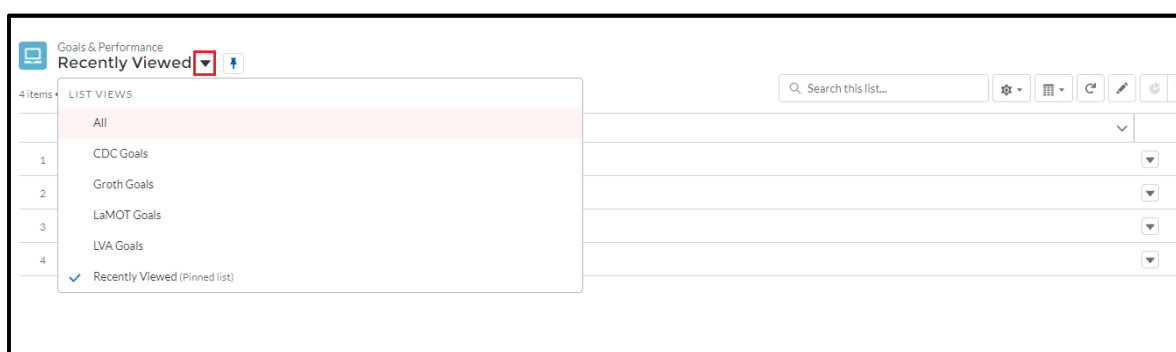 Goals & Performance
Recently Viewed
4 items •
Search this list...
LIST VIEWS
All
CDC Goals
1
Groth Goals
2
LaMOT Goals
3
LVA Goals
4
Recently Viewed (Pinned list)